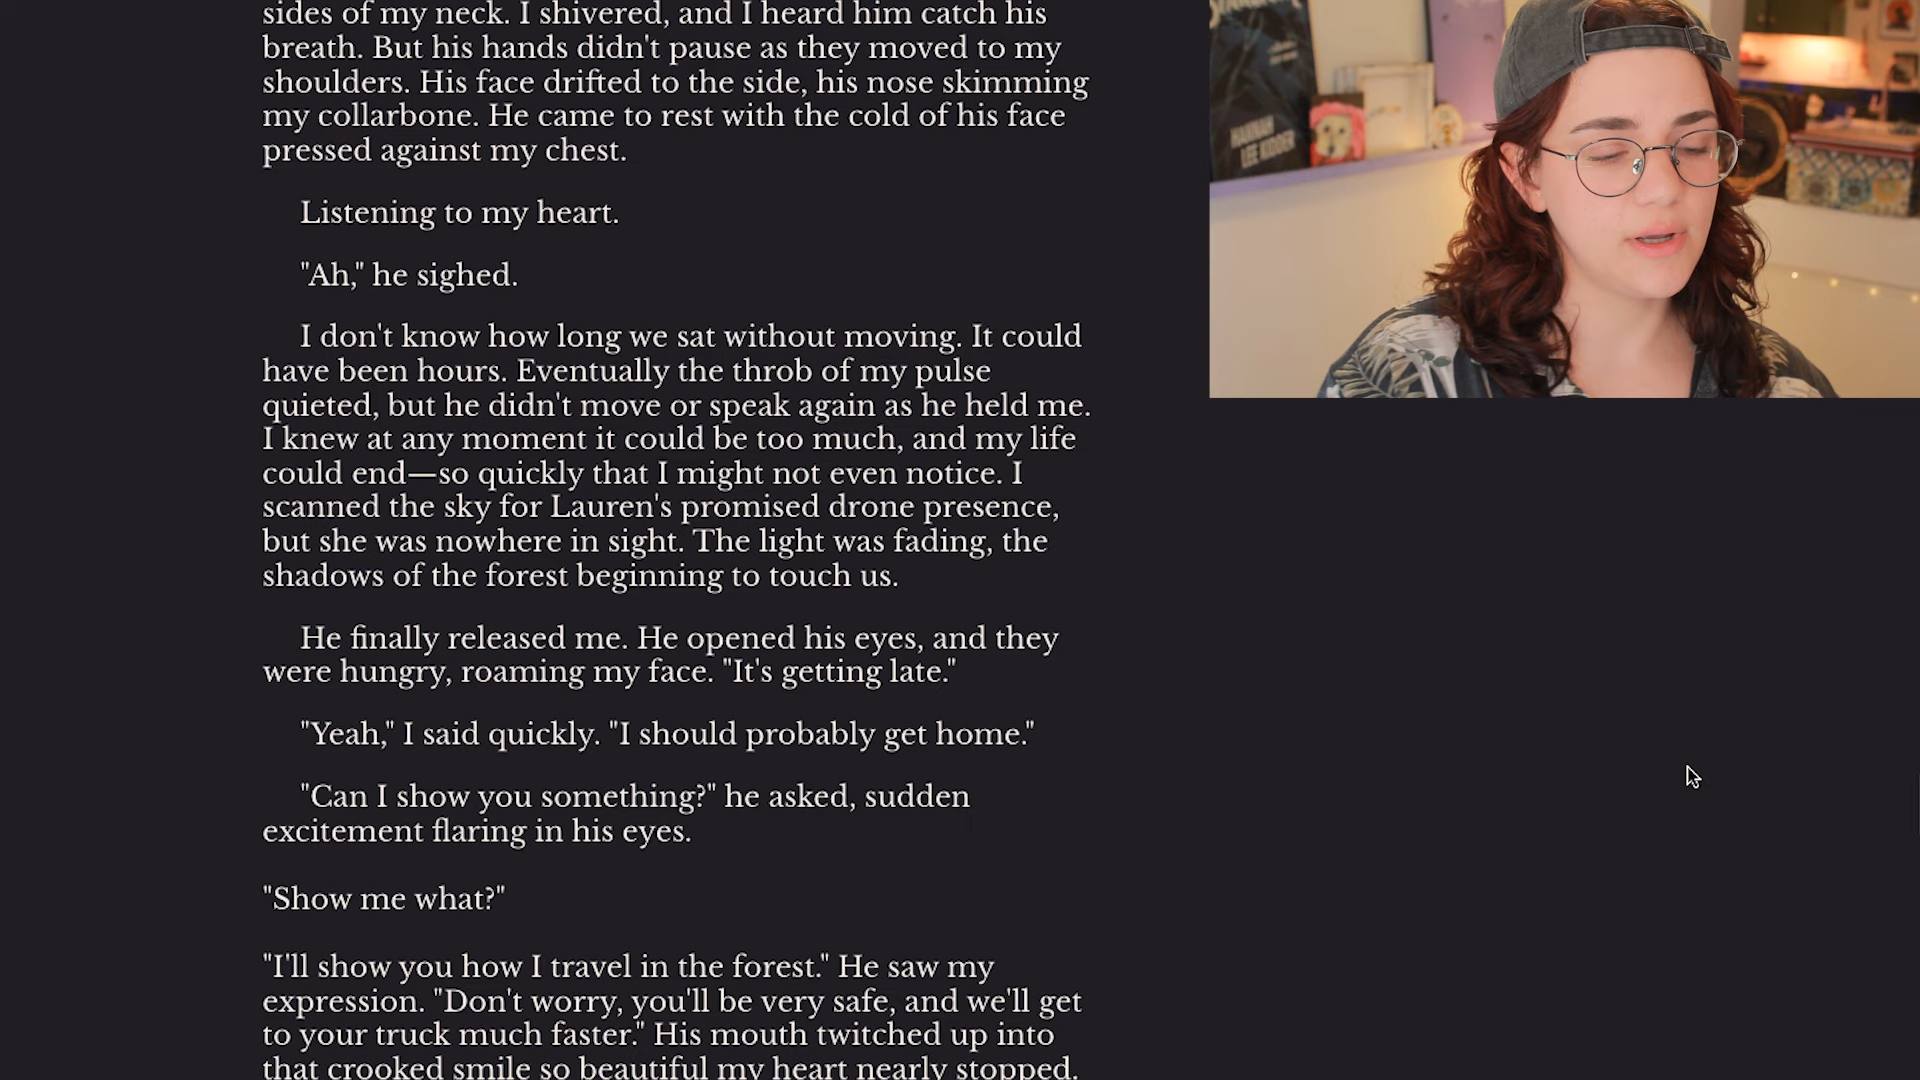 sides of my neck. I shivered, and I heard him catch his
breath. But his hands didn't pause as they moved to my
shoulders. His face drifted to the side, his nose skimming
my collarbone. He came to rest with the cold of his face
pressed against my chest.
Listening to my heart.
"Ah," he sighed.
I don't know how long we sat without moving. It could
have been hours. Eventually the throb of my pulse
quieted, but he didn't move or speak again as he held me.
I knew at any moment it could be too much, and my life
could end—so quickly that I might not even notice. I
scanned the sky for Lauren's promised drone presence,
but she was nowhere in sight. The light was fading, the
shadows of the forest beginning to touch us.
He finally released me. He opened his eyes, and they
were hungry, roaming my face. "It's getting late."
"Yeah," I said quickly. "I should probably get home."
"Can I show you something?" he asked, sudden
excitement flaring in his eyes.
"Show me what?"
"I'll show you how I travel in the forest." He saw my
expression. "Don't worry, you'll be very safe, and we'll get
to your truck much faster." His mouth twitched up into
that crooked smile so beautiful my heart nearly stopped.
HANNAH
LEE KIDDER